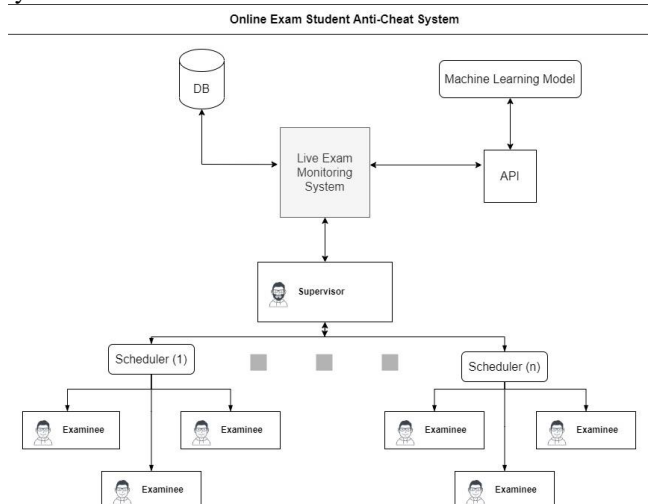 Online Exam Student Anti-Cheat System
DB
Machine Learning Model
Live Exam
Monitoring
System
API
Supervisor
Scheduler (1)
Scheduler (n)
Examinee
Examinee
Examinee
Examinee
Examinee
Examinee